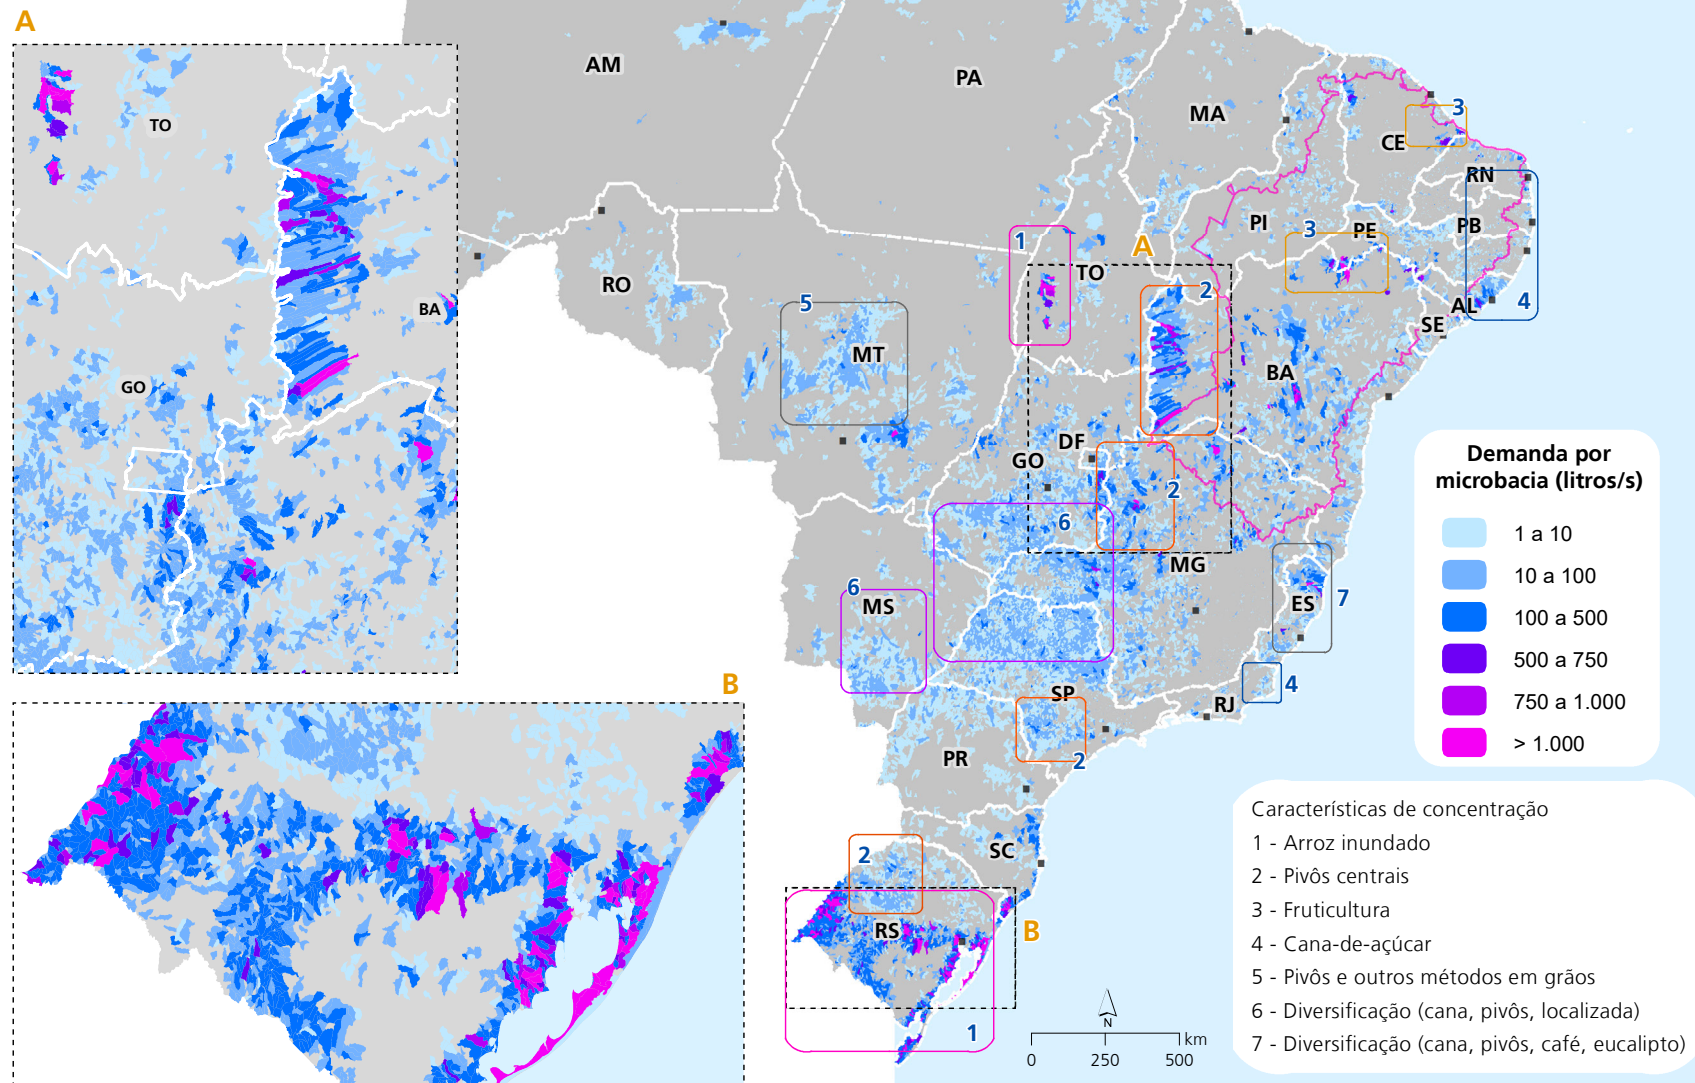 A
TO
BA
GO
B
AM
PA
MA
CE
3
RN
PI
PE
3
PB
1
A
TO
2
4
AL
SE
RO
5
MT
BA
DF
GO
2
6
MG
6
MS
ES
7
SP
4
RJ
2
PR
SC
2
RS
B
1
N
km
0
250
500
Demanda por
microbacia (litros/s)
1 a 10
10 a 100
100 a 500
500 a 750
750 a 1.000
> 1.000
Características de concentração
1 - Arroz inundado
2 - Pivôs centrais
3 - Fruticultura
4 - Cana-de-açúcar
5 - Pivôs e outros métodos em grãos
6 - Diversificação (cana, pivôs, localizada)
7 - Diversificação (cana, pivôs, café, eucalipto)